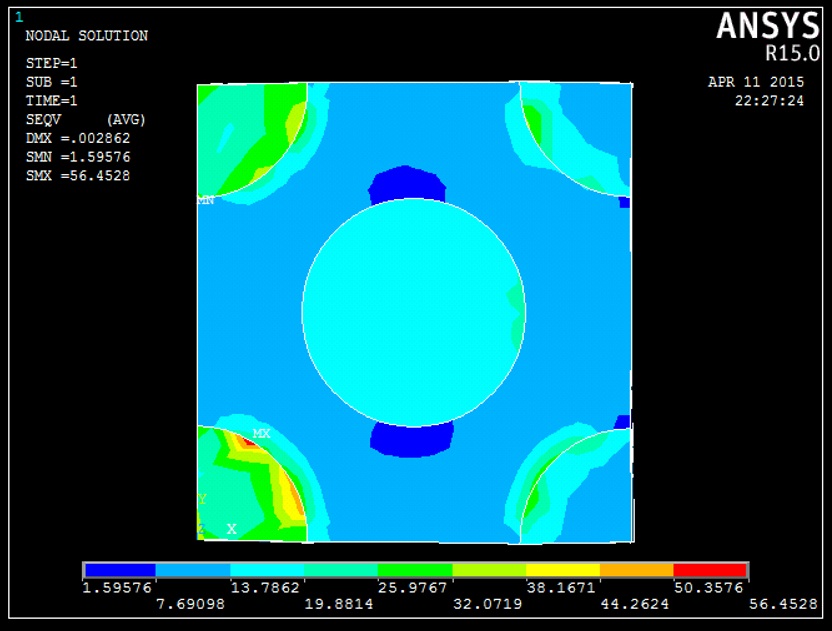 1
NODAL SOLUTION
STEP=1
SUB =1
TIME=1
SEQV (AVG)
DMX =.002862
SMN =1.59576
SMX =56.4528
ANSYS
R15.0
APR 11 2015
22:27:24
MN
MX
Y
Z X
1.59576 13.7862 25.9767 38.1671 50.3576
7.69098 19.8814 32.0719 44.2624 56.4528